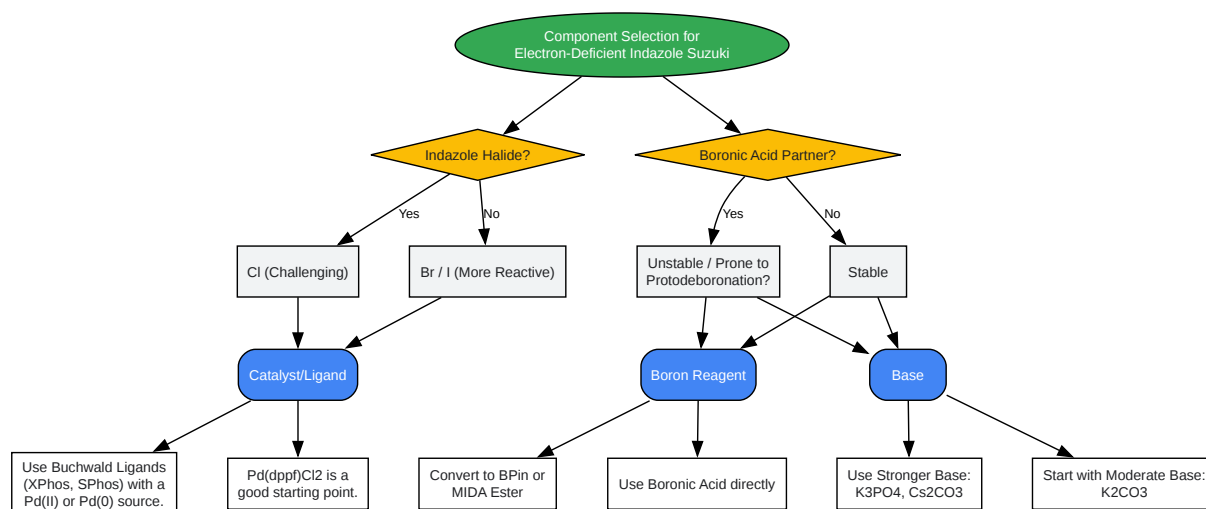 Component Selection for
Electron-Deficient Indazole Suzuki
Indazole Halide?
Boronic Acid Partner?
Yes
No
Yes
No
Cl (Challenging)
Br / I (More Reactive)
Unstable / Prone to
Protodeboronation?
Stable
Catalyst/Ligand
Boron Reagent
Base
Use Buchwald Ligands
(XPhos, SPhos) with a
Pd(II) or Pd(0) source.
Pd(dppf)Cl2 is a
good starting point.
Convert to BPin or
MIDA Ester
Use Boronic Acid directly
Use Stronger Base:
K3PO4, Cs2CO3
Start with Moderate Base:
K2CO3